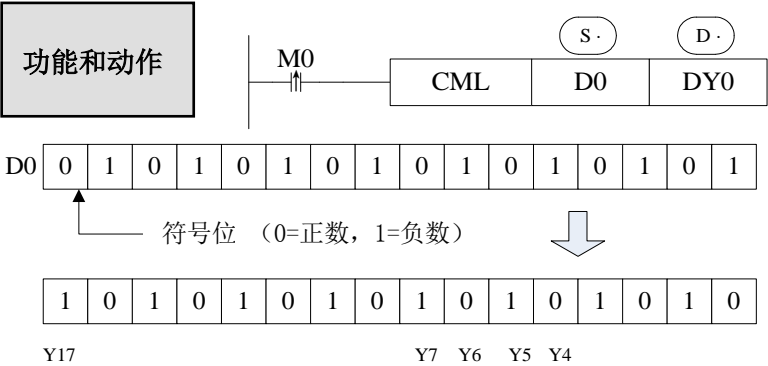 S· D·
功能和动作 M0
CML D0 DY0
D0 0 1 0 1 0 1 0 1 0 1 0 1 0 1 0 1
符号位 （0=正数，1=负数）
1 0 1 0 1 0 1 0 1 0 1 0 1 0 1 0
Y17 Y7 Y6 Y5 Y4